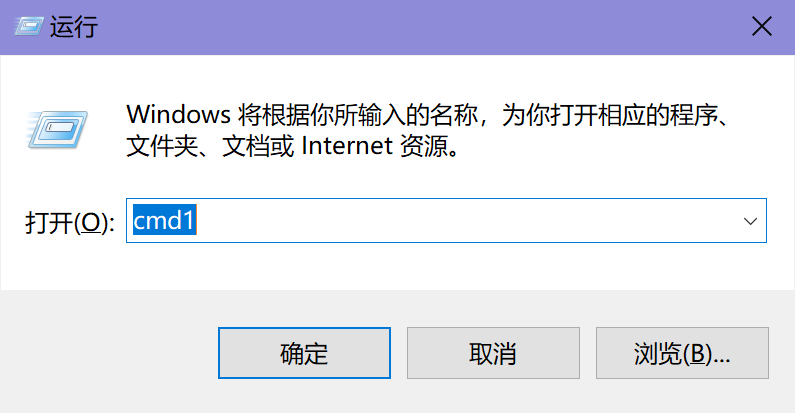 运行
Windows 将根据你所输入的名称，为你打开相应的程序、
文件夹、文档或 Internet 资源。
打开(O): cmd1
确定 取消 浏览(B)...